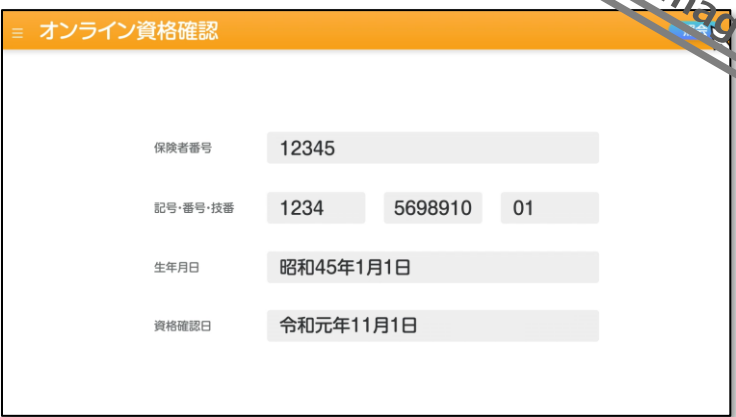 オンライン資格確認
保険者番号 12345
記号・番号・技番 1234 5698910 01
生年月日 昭和45年1月1日
資格確認日 令和元年11月1日